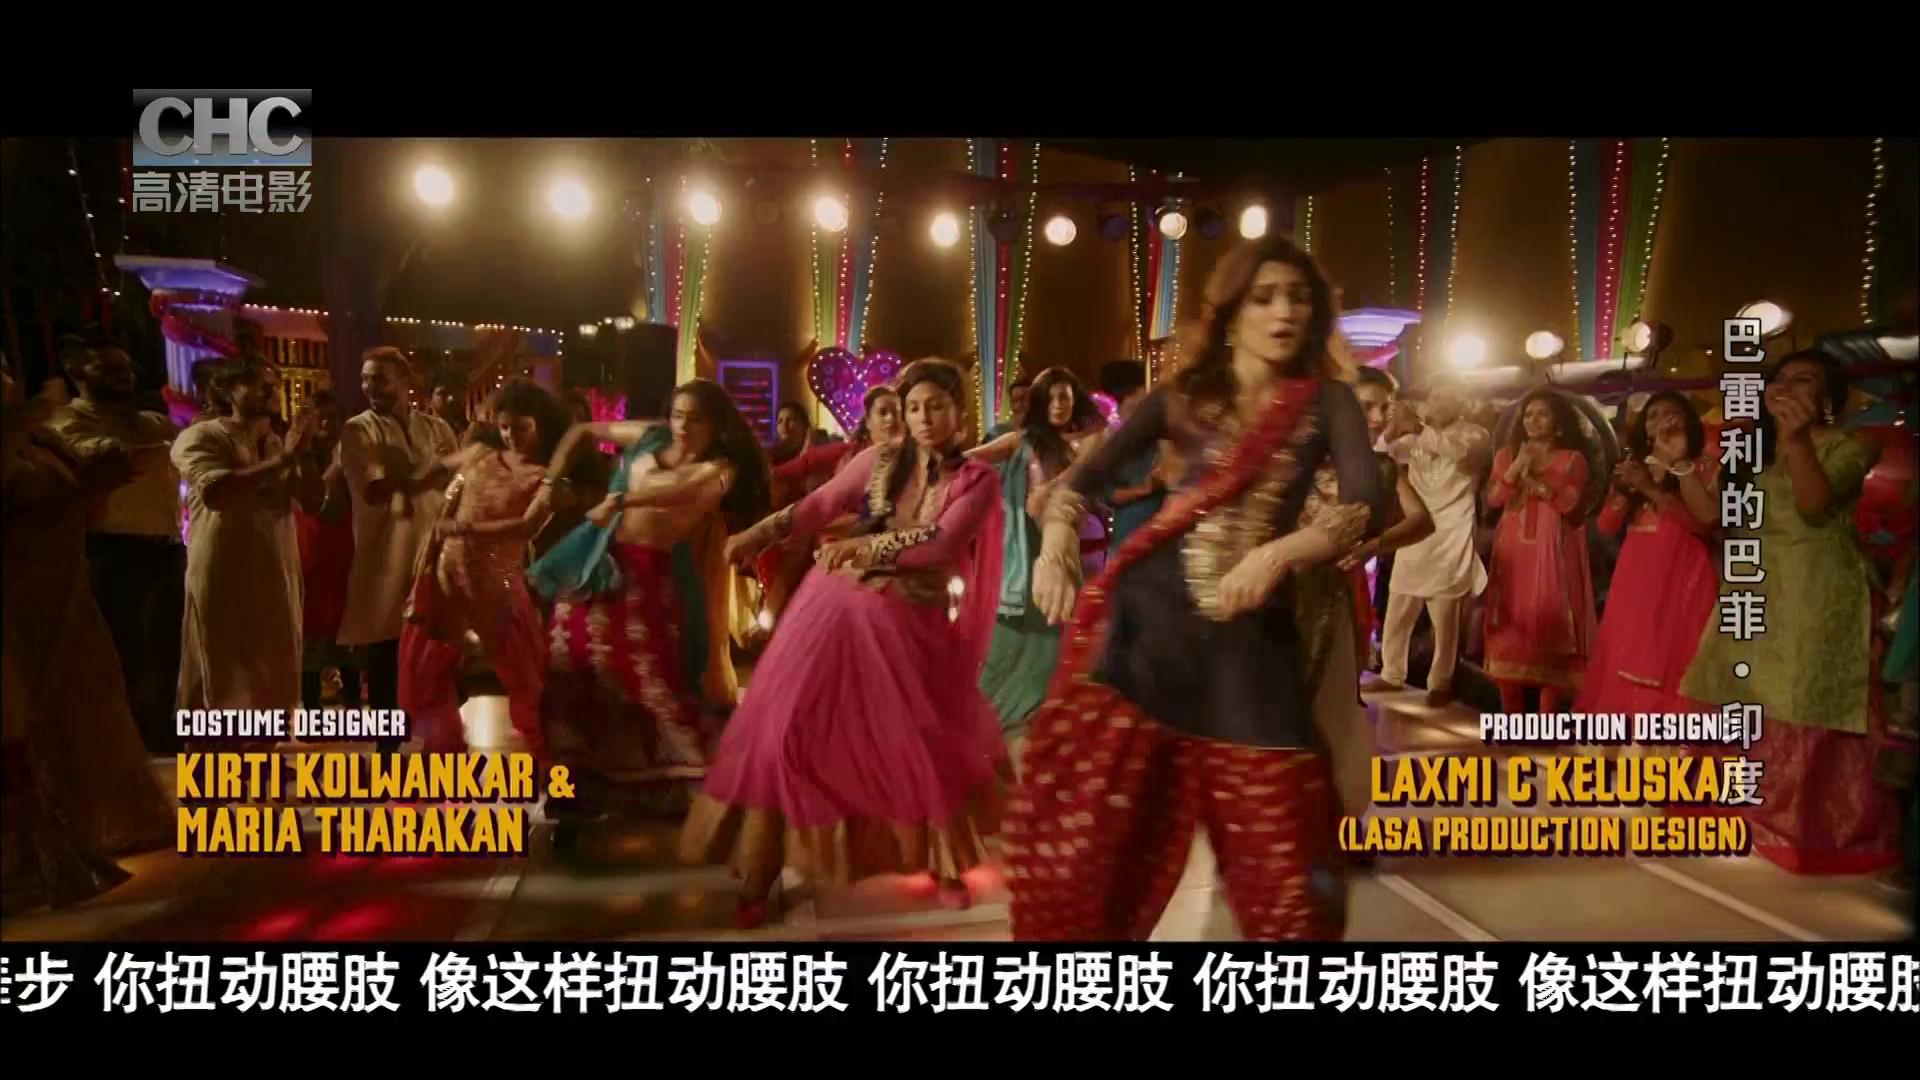 CHC
高清电影
巴雷利的巴菲·印度
COSTUME DESIGNER
KIRTI KOLWANKAR &
MARIA THARAKAN
PRODUCTION
LAXMI C
(LASA PRODUCTION DESIGN)
步 你扭动腰肢 像这样扭动腰肢 你扭动腰肢 你扭动腰肢 像这样扭动腰肢